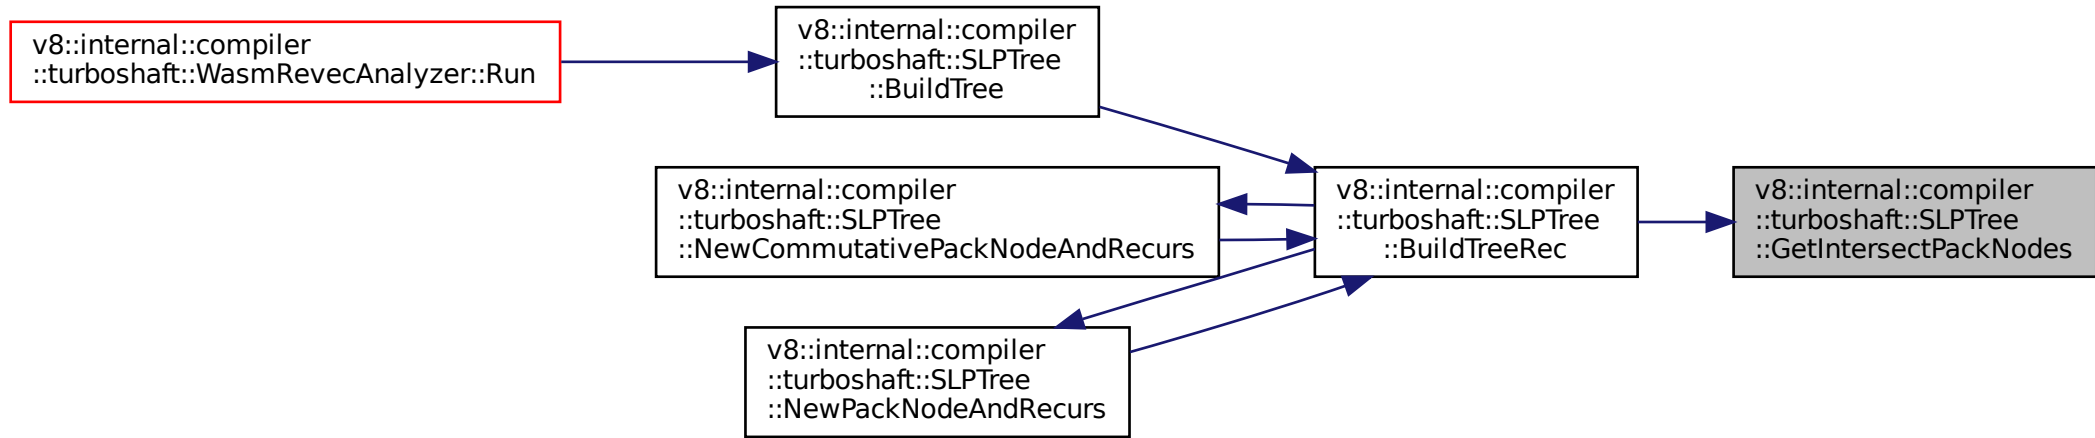 v8::internal::compiler
::turboshaft::WasmRevecAnalyzer::Run
v8::internal::compiler
::turboshaft::SLPTree
::BuildTree
v8::internal::compiler
::turboshaft::SLPTree
::NewCommutativePackNodeAndRecurs
v8::internal::compiler
::turboshaft::SLPTree
::BuildTreeRec
v8::internal::compiler
::turboshaft::SLPTree
::GetIntersectPackNodes
v8::internal::compiler
::turboshaft::SLPTree
::NewPackNodeAndRecurs